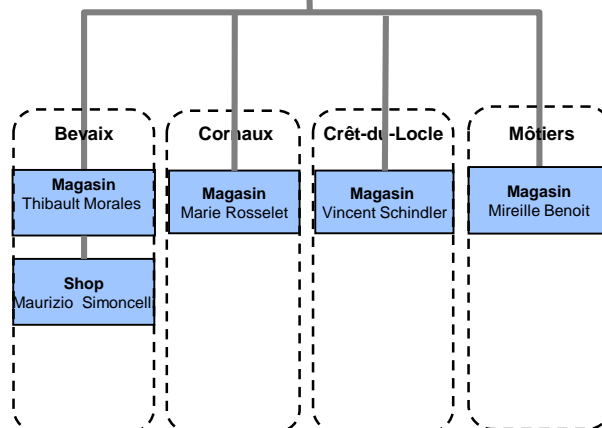 Bevaix
Cornaux
Crêt-du-Locle
Môtiers
Magasin
Thibault Morales
Magasin
Marie Rosselet
Magasin
Vincent Schindler
Magasin
Mireille Benoit
Shop
Maurizio Simoncell